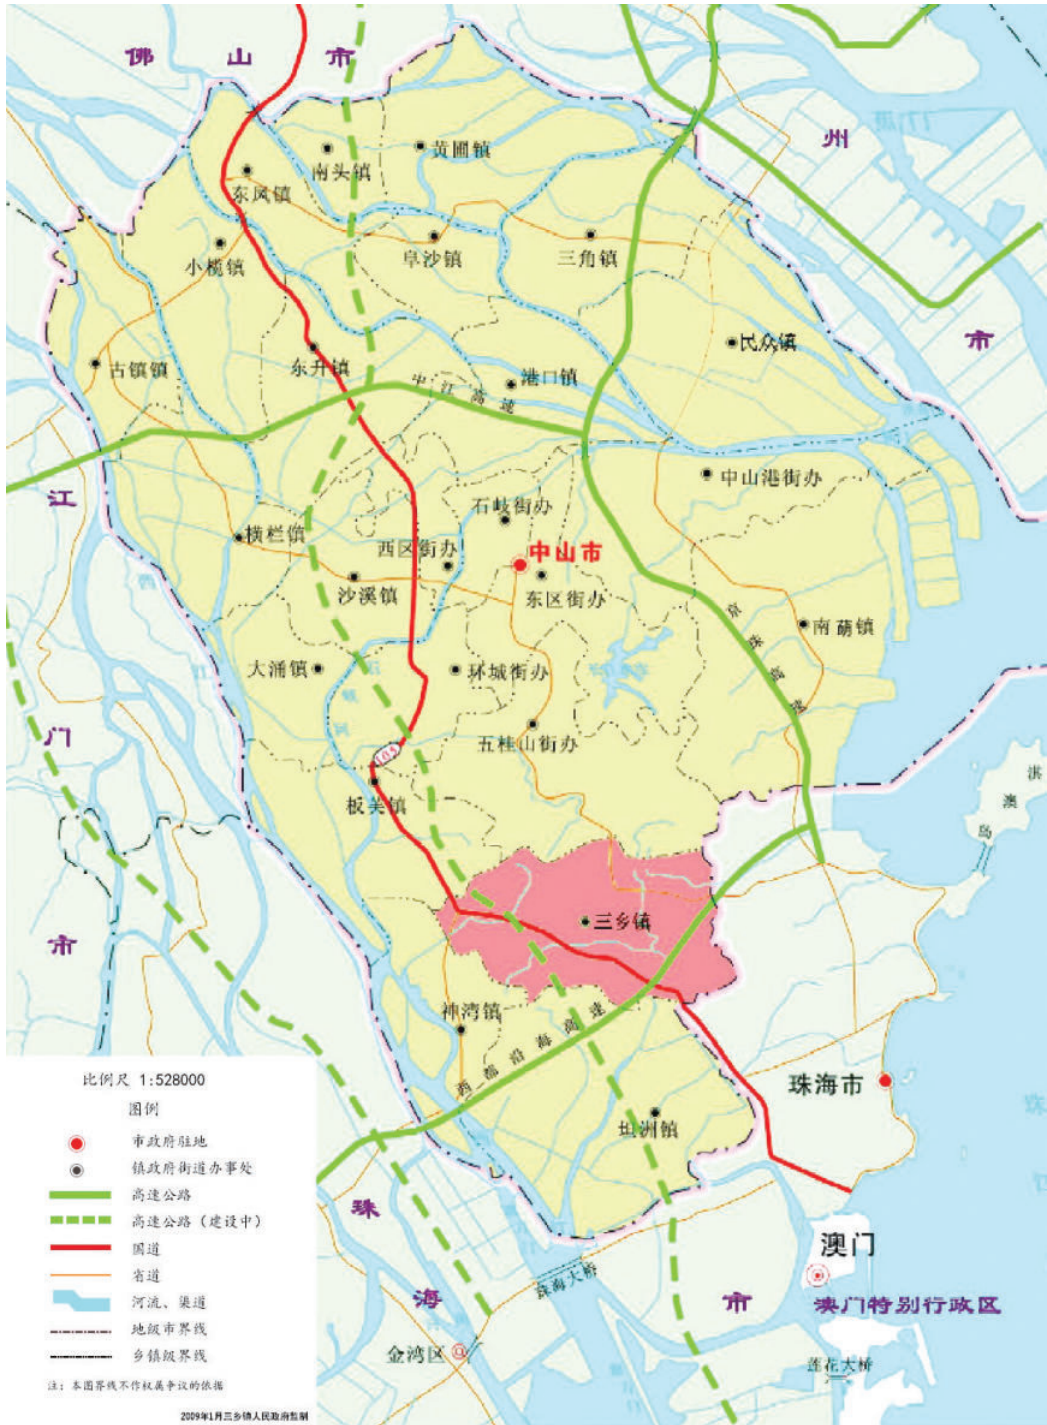 佛山市
州
市
黄圃镇
南头镇
东凤镇
小榄镇
阜沙镇
三角镇
民众镇
古镇镇
东升镇
港口镇
中江高速
中山港街办
石岐街办
横栏镇
西区街办
中山市
沙溪镇
东区街办
京珠高速
南蓢镇
大涌镇
环城街办
五桂山街办
105
板芙镇
淇澳岛
江
门
市
三乡镇
神湾镇
西部沿海高速
珠海市
坦洲镇
比例尺 1:528000
图例
市政府驻地
镇政府街道办事处
高速公路
高速公路（建设中）
国道
省道
河流、渠道
地级市界线
乡镇级界线
注：本图界线不作权属争议的依据
2009年1月三乡镇人民政府监制
珠
海
市
澳门
澳门特别行政区
珠海大桥
金湾区
莲花大桥